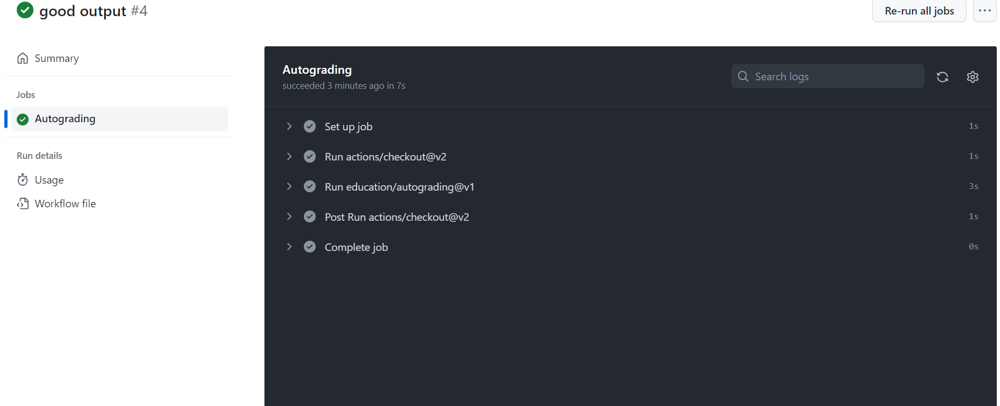 good output #4
Re-run all jobs
Summary
Jobs
Autograding
Run details
Usage
Workflow file
Autograding
succeeded 3 minutes ago in 7s
Search logs
Set up job 1s
Run actions/checkout@v2 1s
Run education/autograding@v1 3s
Post Run actions/checkout@v2 1s
Complete job 0s